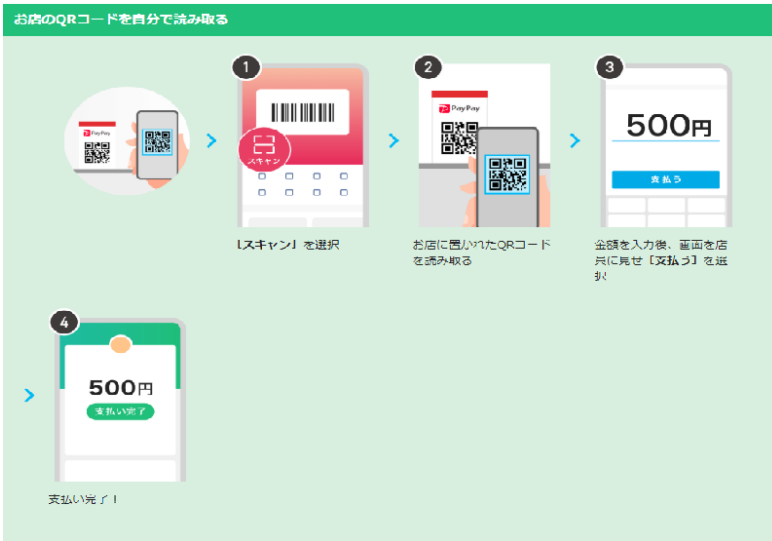 お店のQRコードを自分で読み取る
PayPay
1
スキャン
［スキャン］を選択
2
PayPay
お店に置かれたQRコード
を読み取る
3
500円
支払う
金額を入力後、画面を店
員に見せ［支払う］を選
択
4
500円
支払い完了
支払い完了！